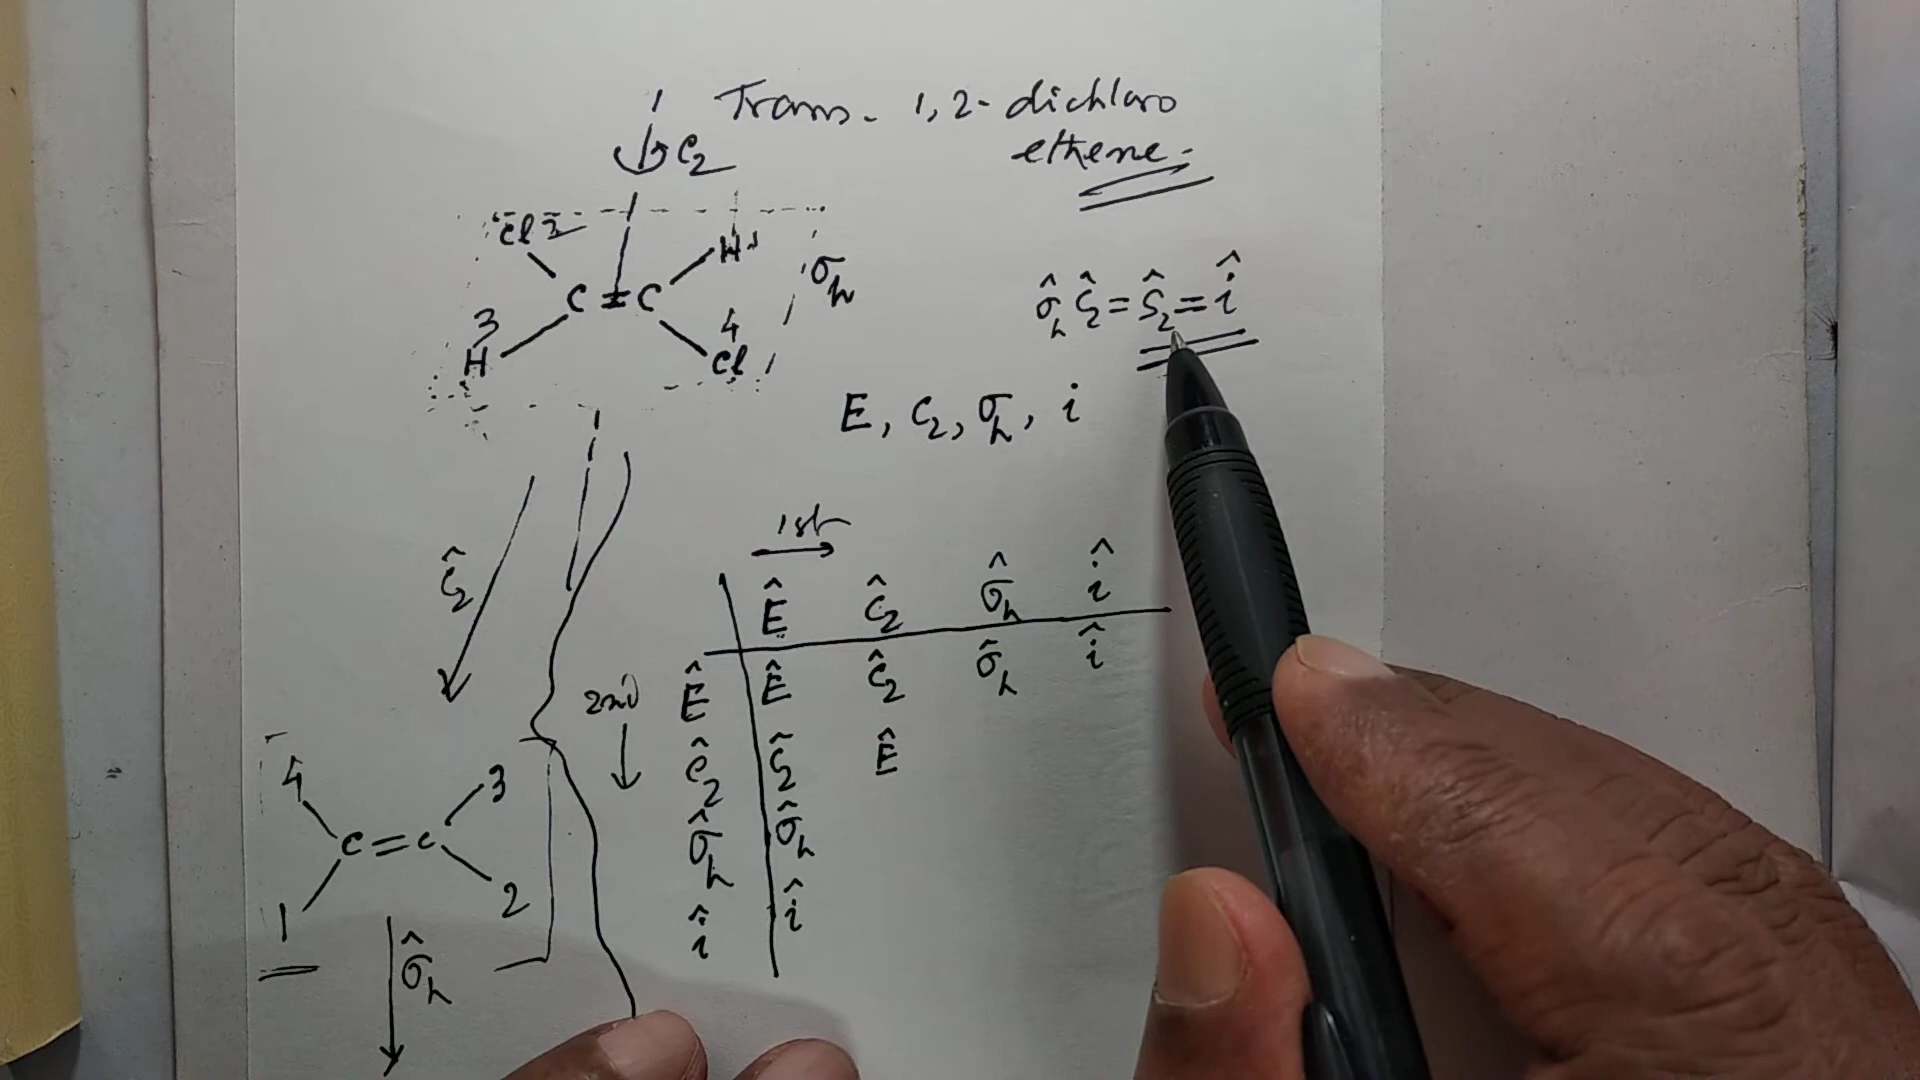 Trans- 1,2-dichloro
ethene-
C₂
Cl 2
H 1
σₕ
C = C
3
H
4
Cl
σ̂ₕ Ĉ₂ = Ŝ₂ = î
E, C₂, σₕ, i
Ĉ₂
1st
Ê Ĉ₂ σ̂ₕ î
2nd
Ê Ê Ĉ₂ σ̂ₕ î
Ĉ₂ Ĉ₂ Ê
σ̂ₕ σ̂ₕ
î î
4 3
C = C
1 2
σ̂ₕ